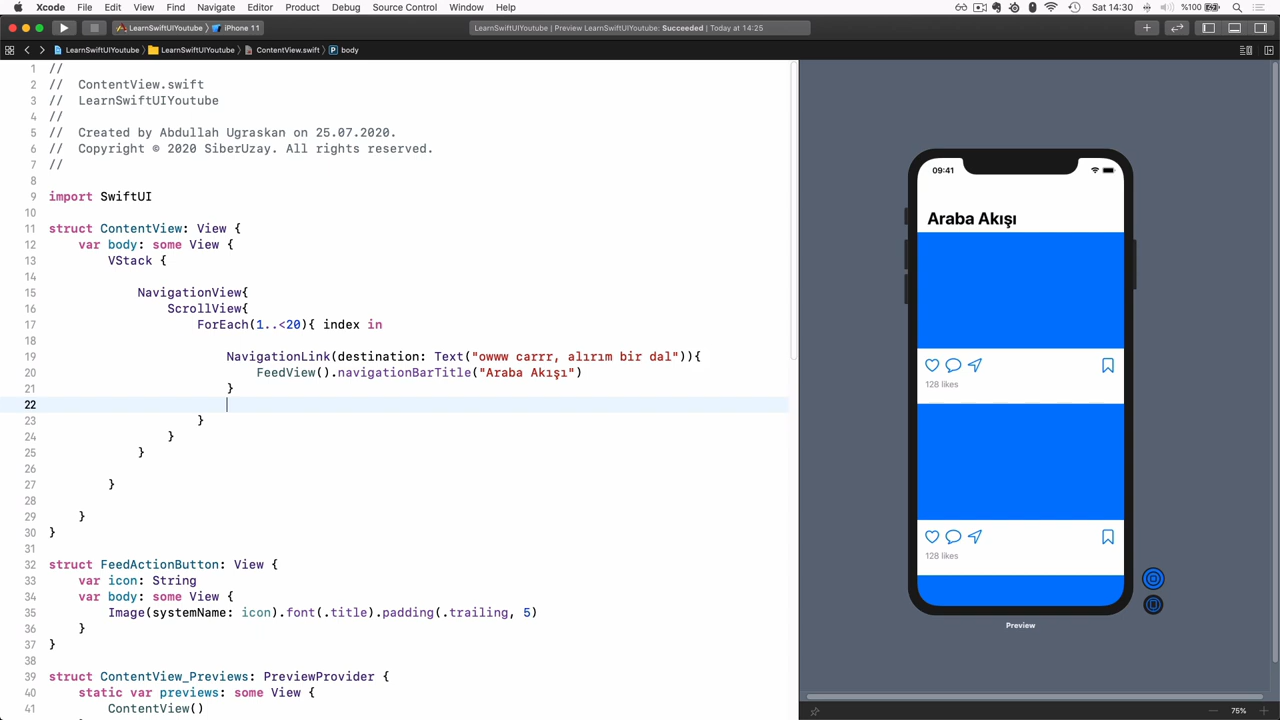 Xcode File Edit View Find Navigate Editor Product Debug Source Control Window Help
Sat 14:30 %100
LearnSwiftUIYoutube iPhone 11
LearnSwiftUIYoutube | Preview LearnSwiftUIYoutube: Succeeded | Today at 14:25
LearnSwiftUIYoutube LearnSwiftUIYoutube ContentView.swift P body
1 //
2 //  ContentView.swift
3 //  LearnSwiftUIYoutube
4 //
5 //  Created by Abdullah Ugraskan on 25.07.2020.
6 //  Copyright © 2020 SiberUzay. All rights reserved.
7 //
8
9 import SwiftUI
10
11 struct ContentView: View {
12     var body: some View {
13         VStack {
14
15             NavigationView{
16                 ScrollView{
17                     ForEach(1..<20){ index in
18
19                         NavigationLink(destination: Text("owww carrr, alırım bir dal")){
20                             FeedView().navigationBarTitle("Araba Akışı")
21                         }
22
23                     }
24                 }
25             }
26
27         }
28
29     }
30 }
31
32 struct FeedActionButton: View {
33     var icon: String
34     var body: some View {
35         Image(systemName: icon).font(.title).padding(.trailing, 5)
36     }
37 }
38
39 struct ContentView_Previews: PreviewProvider {
40     static var previews: some View {
41         ContentView()
09:41
Araba Akışı
128 likes
128 likes
Preview
75%